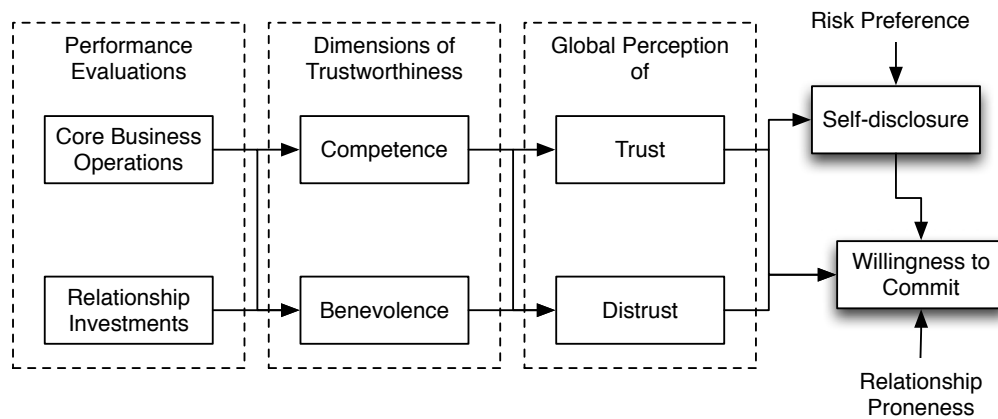 Performance
Evaluations
Core Business
Operations
Relationship
Investments
Dimensions of
Trustworthiness
Competence
Benevolence
Global Perception
of
Trust
Distrust
Risk Preference
Self-disclosure
Willingness to
Commit
Relationship
Proneness